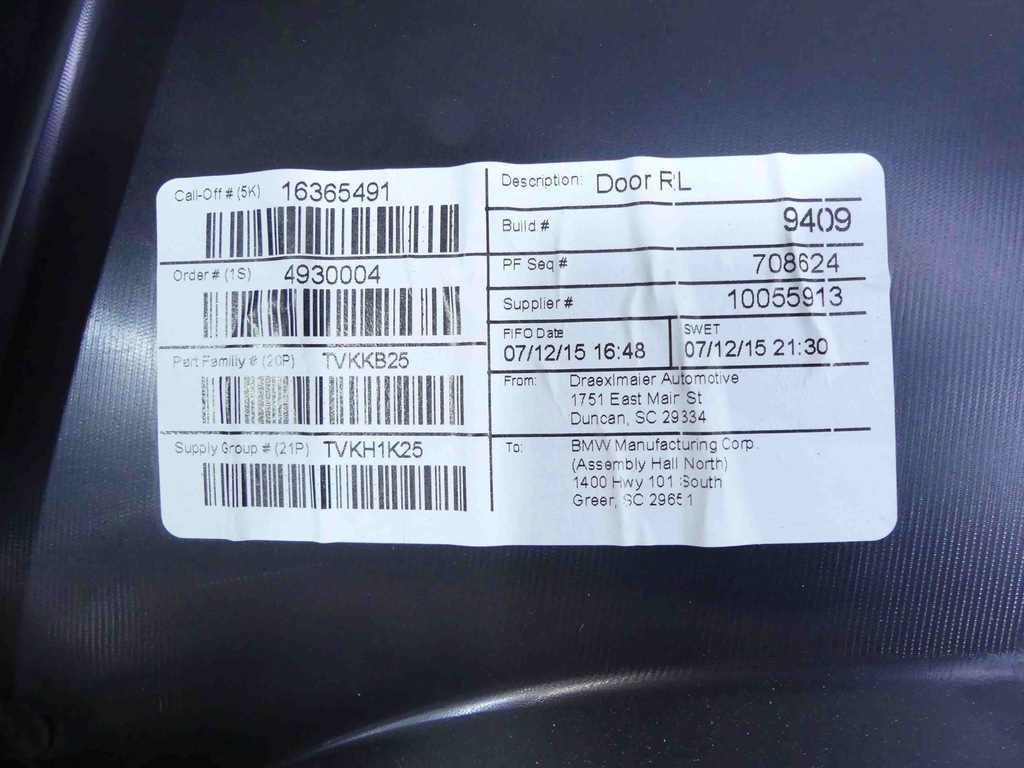 Call-Off # (5K) 16365491
Order # (1S) 4930004
Part Family # (20P) TVKKB25
Supply Group # (21P) TVKH1K25
Description: Door RL
Build # 9409
PF Seq # 708624
Supplier # 10055913
FIFO Date
07/12/15 16:48
SWET
07/12/15 21:30
From: Draexlmaier Automotive
1751 East Main St
Duncan, SC 29334
To: BMW Manufacturing Corp.
(Assembly Hall North)
1400 Hwy 101 South
Greer, SC 29651